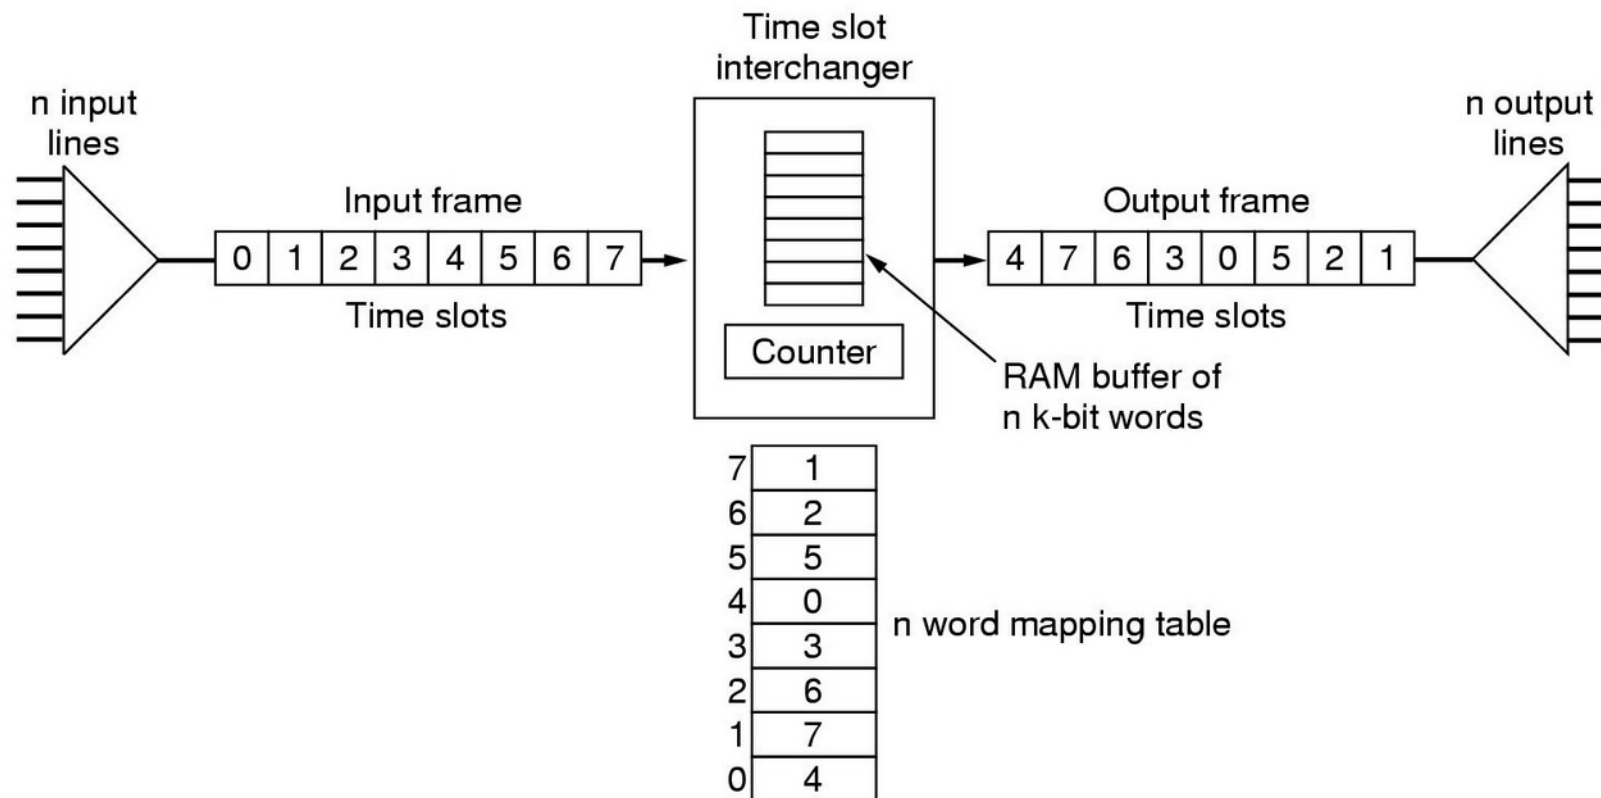 Time slot
interchanger
n input
lines
n output
lines
Input frame
0 1 2 3 4 5 6 7
Time slots
Output frame
4 7 6 3 0 5 2 1
Time slots
Counter
RAM buffer of
n k-bit words
7 1
6 2
5 5
4 0
3 3
2 6
1 7
0 4
n word mapping table